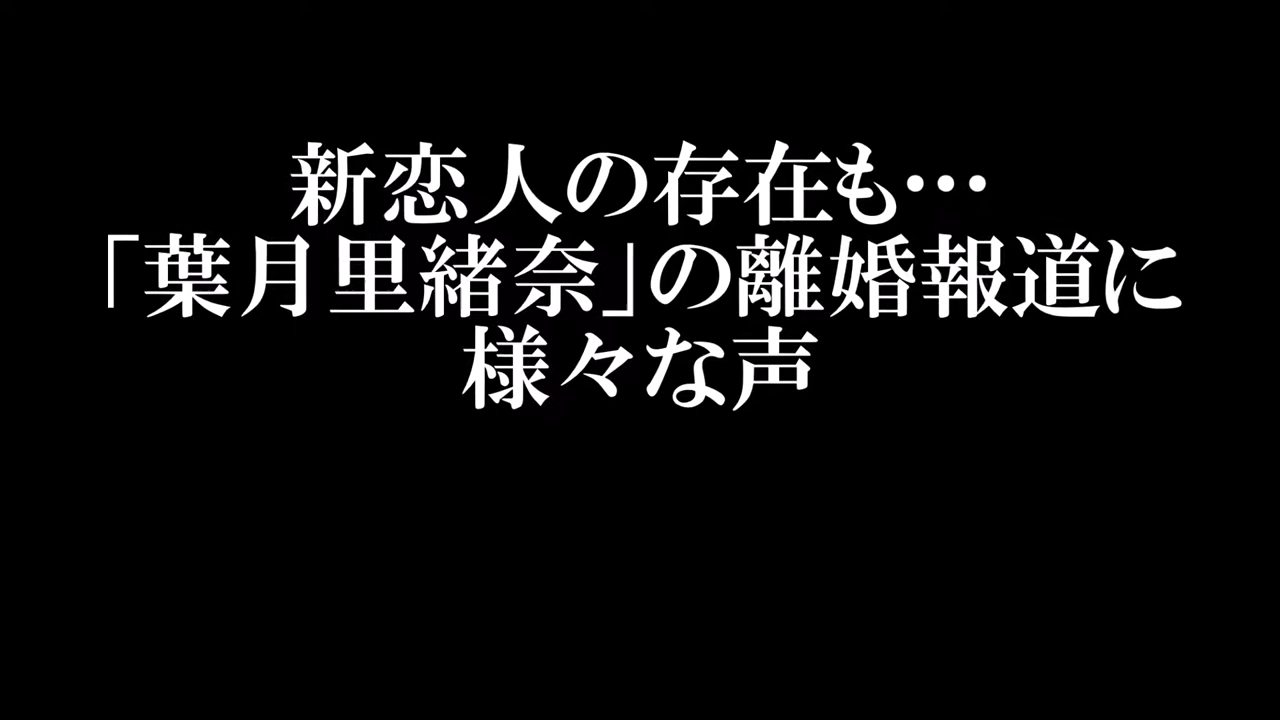 新恋人の存在も…
「葉月里緒奈」の離婚報道に
様々な声